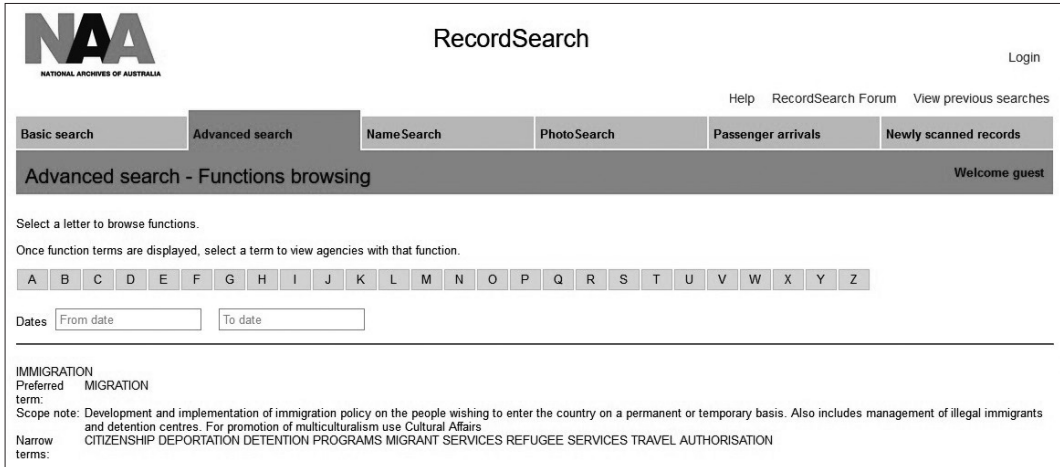 NAA
NATIONAL ARCHIVES OF AUSTRALIA
RecordSearch
Login
Help RecordSearch Forum View previous searches
Basic search Advanced search NameSearch PhotoSearch Passenger arrivals Newly scanned records
Advanced search - Functions browsing Welcome guest
Select a letter to browse functions.
Once function terms are displayed, select a term to view agencies with that function.
A B C D E F G H I J K L M N O P Q R S T U V W X Y Z
Dates From date To date
IMMIGRATION
Preferred MIGRATION
term:
Scope note: Development and implementation of immigration policy on the people wishing to enter the country on a permanent or temporary basis. Also includes management of illegal immigrants
and detention centres. For promotion of multiculturalism use Cultural Affairs
Narrow CITIZENSHIP DEPORTATION DETENTION PROGRAMS MIGRANT SERVICES REFUGEE SERVICES TRAVEL AUTHORISATION
terms: